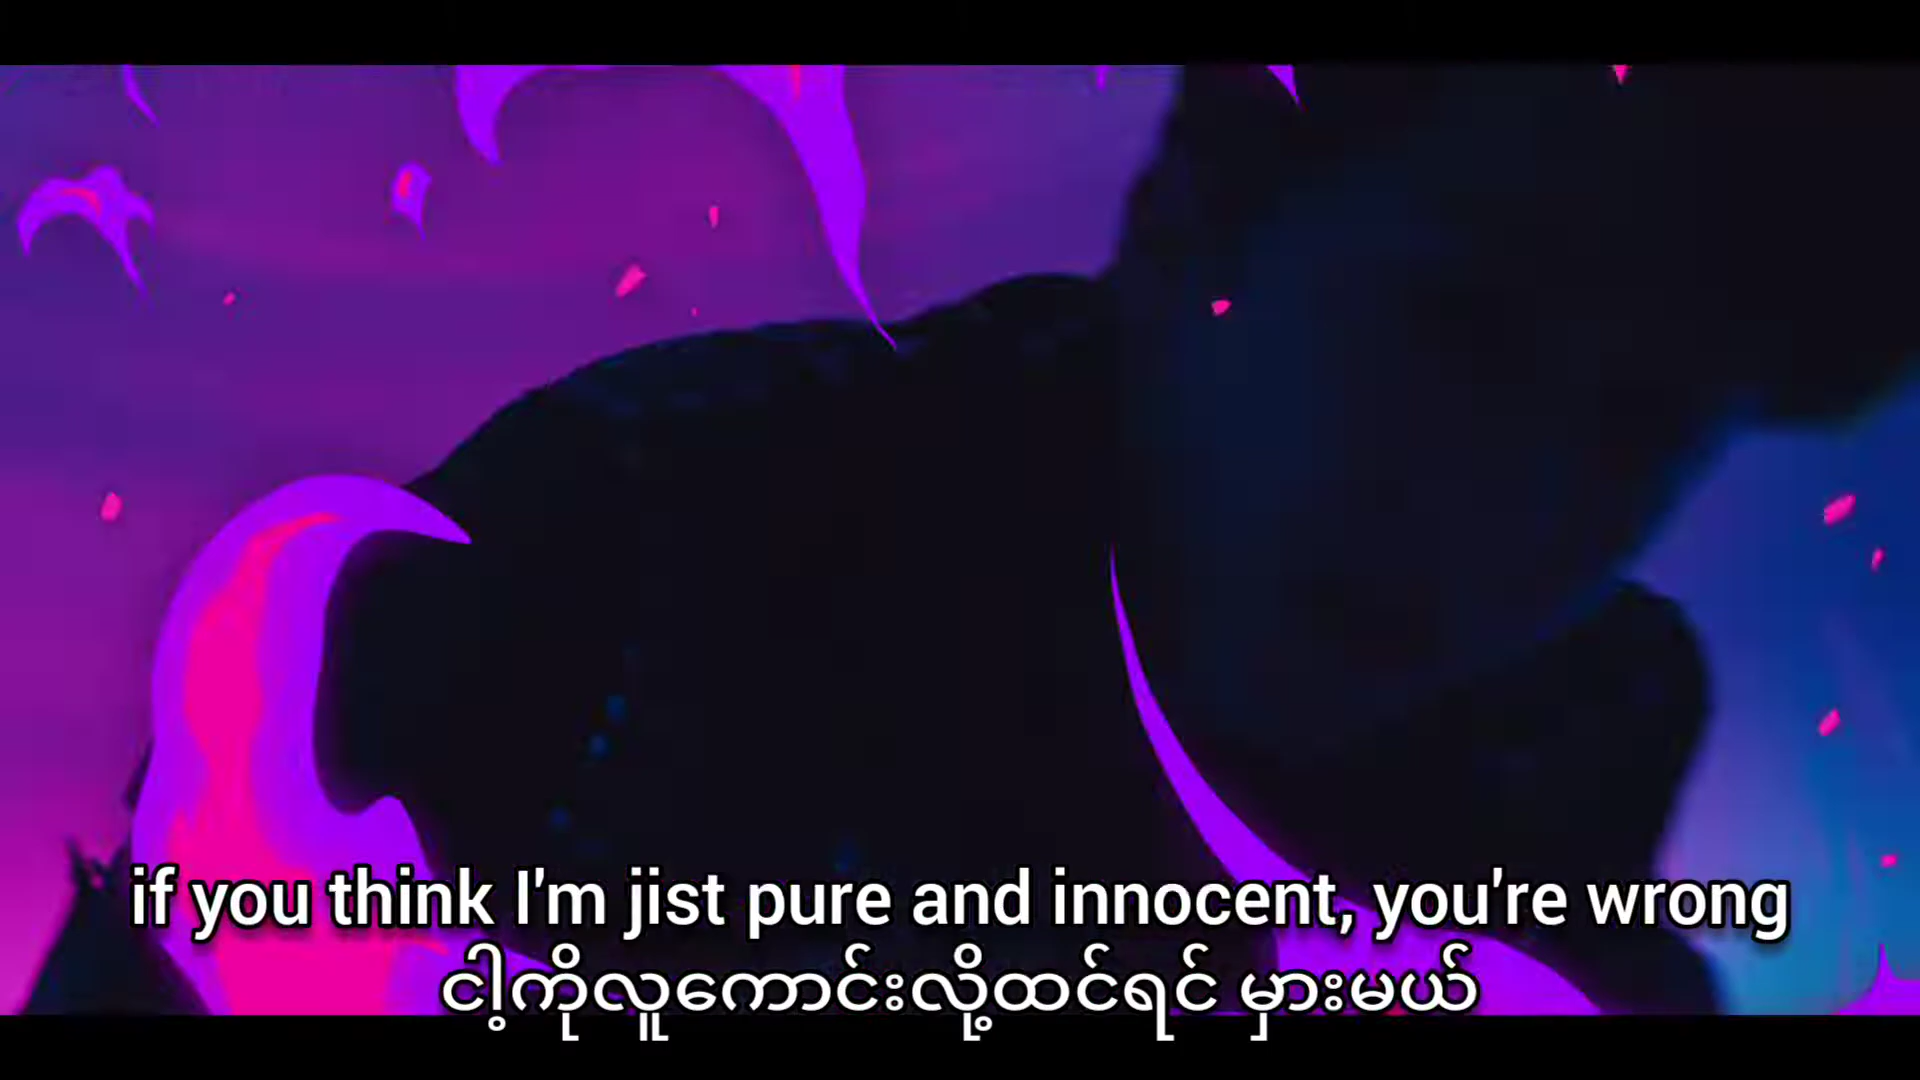 if you think I'm jist pure and innocent, you're wrong
ငါ့ကိုလူကောင်းလို့ထင်ရင် မှားမယ်